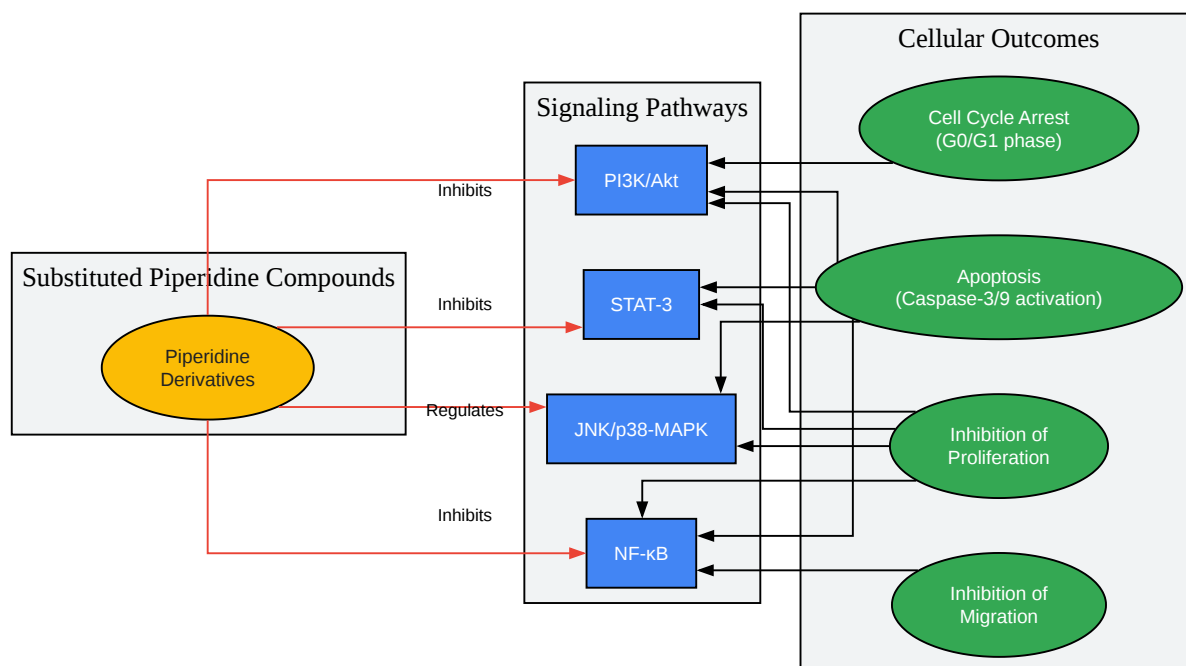 Substituted Piperidine Compounds
Piperidine
Derivatives
Inhibits
Inhibits
Regulates
Inhibits
Signaling Pathways
PI3K/Akt
STAT-3
JNK/p38-MAPK
NF-κB
Cellular Outcomes
Cell Cycle Arrest
(G0/G1 phase)
Apoptosis
(Caspase-3/9 activation)
Inhibition of
Proliferation
Inhibition of
Migration